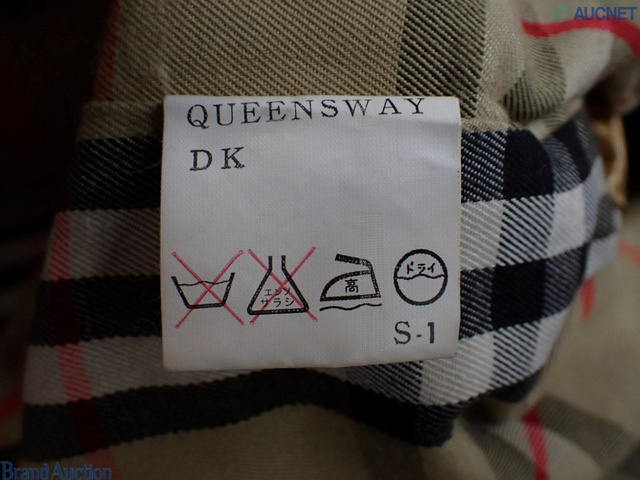 AUCNET
QUEENSWAY
DK
エンソ
サラシ
高
ドライ
S-1
Brand Auction